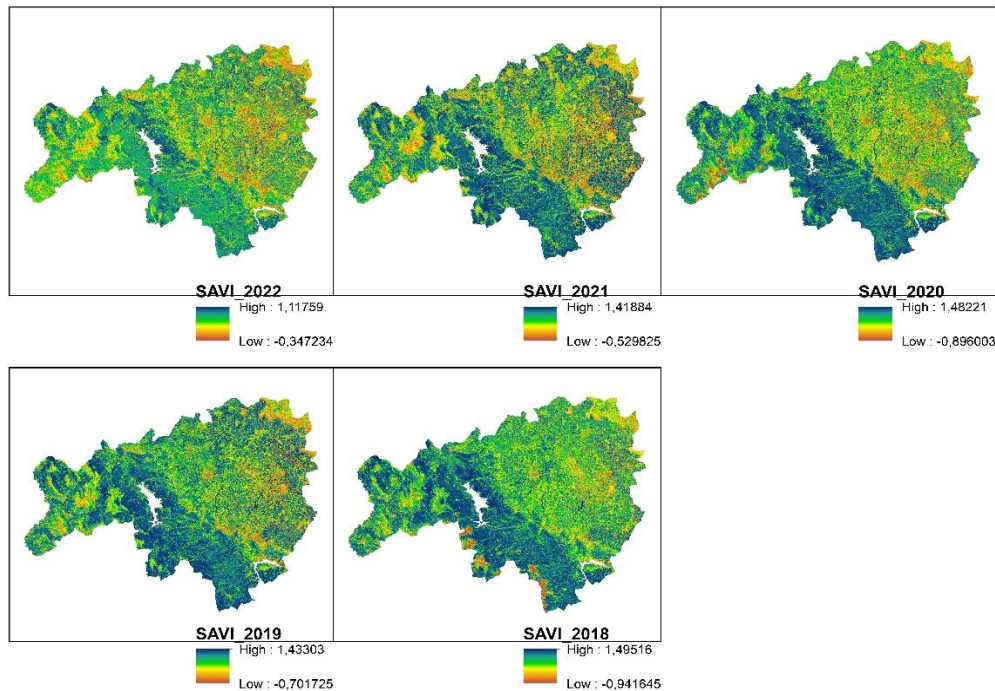 SAVI_2022
High : 1,11759
Low : -0,347234
SAVI_2021
High : 1,41884
Low : -0,529825
SAVI_2020
High : 1,48221
Low : -0,896003
SAVI_2019
High : 1,43303
Low : -0,701725
SAVI_2018
High : 1,49516
Low : -0,941645